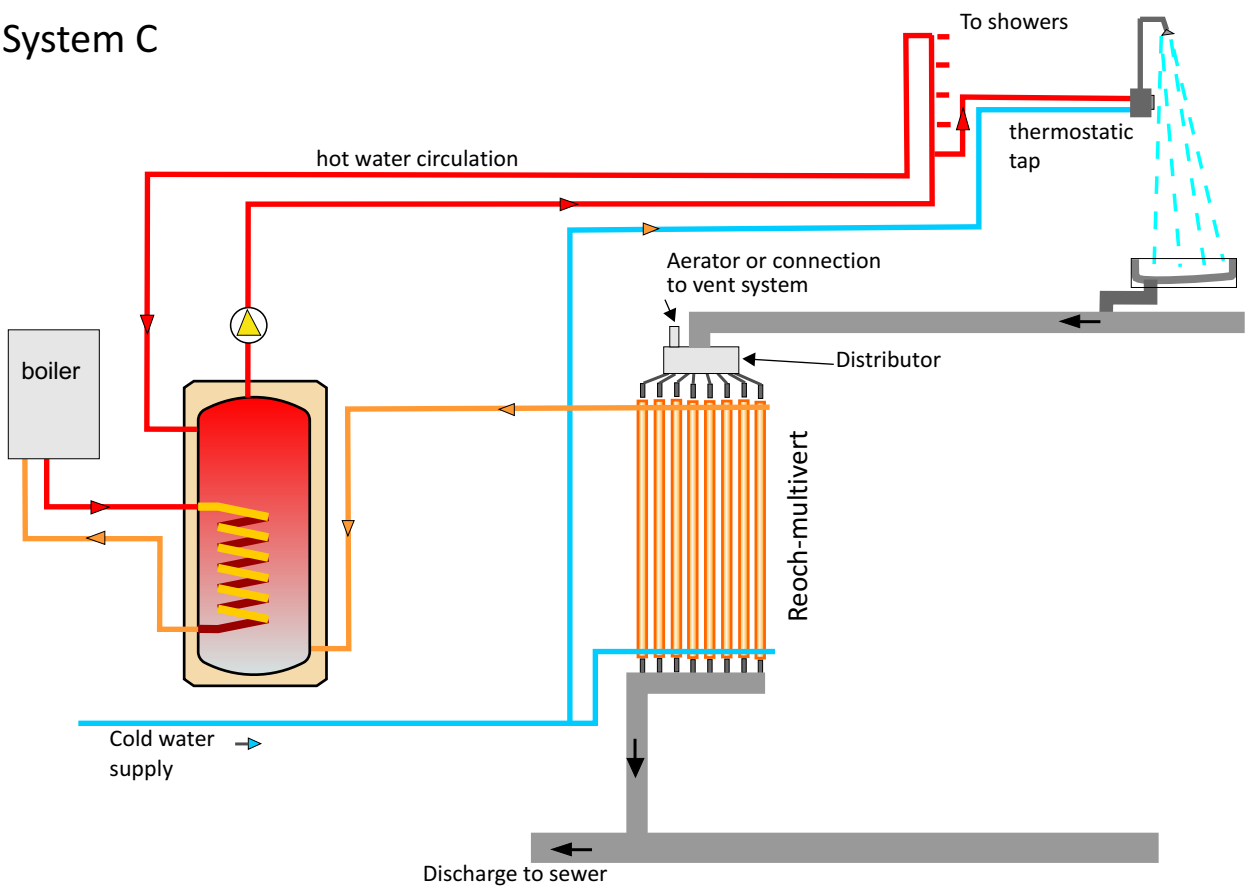 System C
To showers
thermostatic
tap
hot water circulation
Aerator or connection
to vent system
Distributor
boiler
Reoch-multivert
Cold water
supply
Discharge to sewer